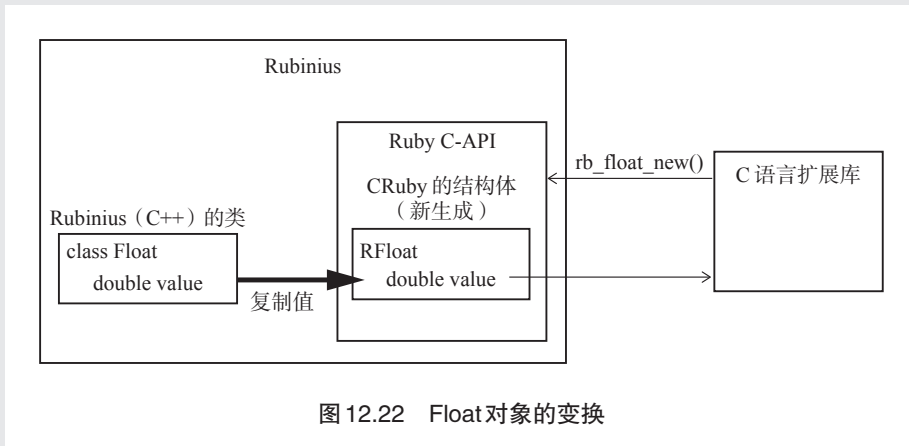 Rubinius
Ruby C-API
rb_float_new()
C 语言扩展库
CRuby 的结构体
（新生成）
Rubinius（C++）的类
class Float
double value
RFloat
double value
复制值
图12.22 Float对象的变换